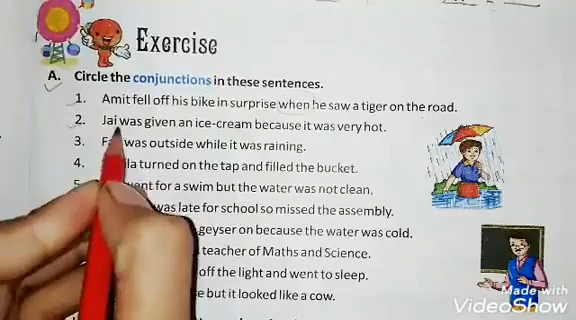 Exercise
A. Circle the conjunctions in these sentences.
1. Amit fell off his bike in surprise when he saw a tiger on the road.
2. Jai was given an ice-cream because it was very hot.
3. was outside while it was raining.
4. turned on the tap and filled the bucket.
for a swim but the water was not clean.
was late for school so missed the assembly.
geyser on because the water was cold.
teacher of Maths and Science.
off the light and went to sleep.
but it looked like a cow.
Made with
VideoShow